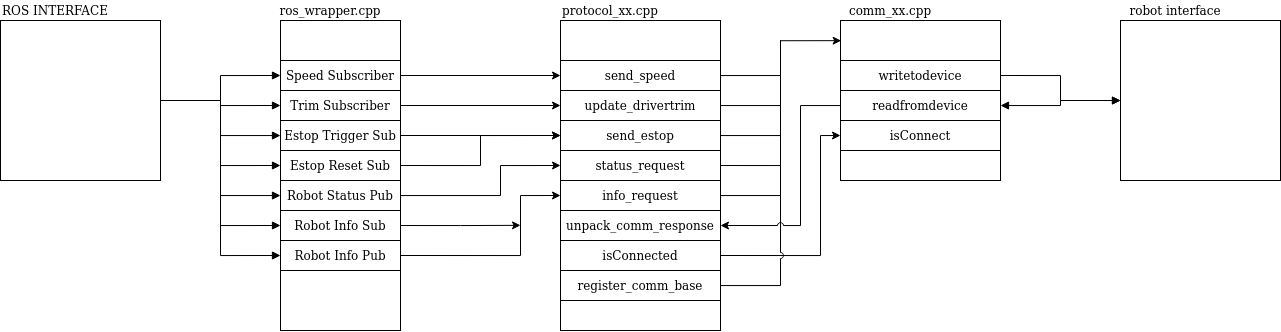 ROS INTERFACE
ros_wrapper.cpp
protocol_xx.cpp
comm_xx.cpp
robot interface
Speed Subscriber
Trim Subscriber
Estop Trigger Sub
Estop Reset Sub
Robot Status Pub
Robot Info Sub
Robot Info Pub
send_speed
update_drivertrim
send_estop
status_request
info_request
unpack_comm_response
isConnected
register_comm_base
writetodevice
readfromdevice
isConnect